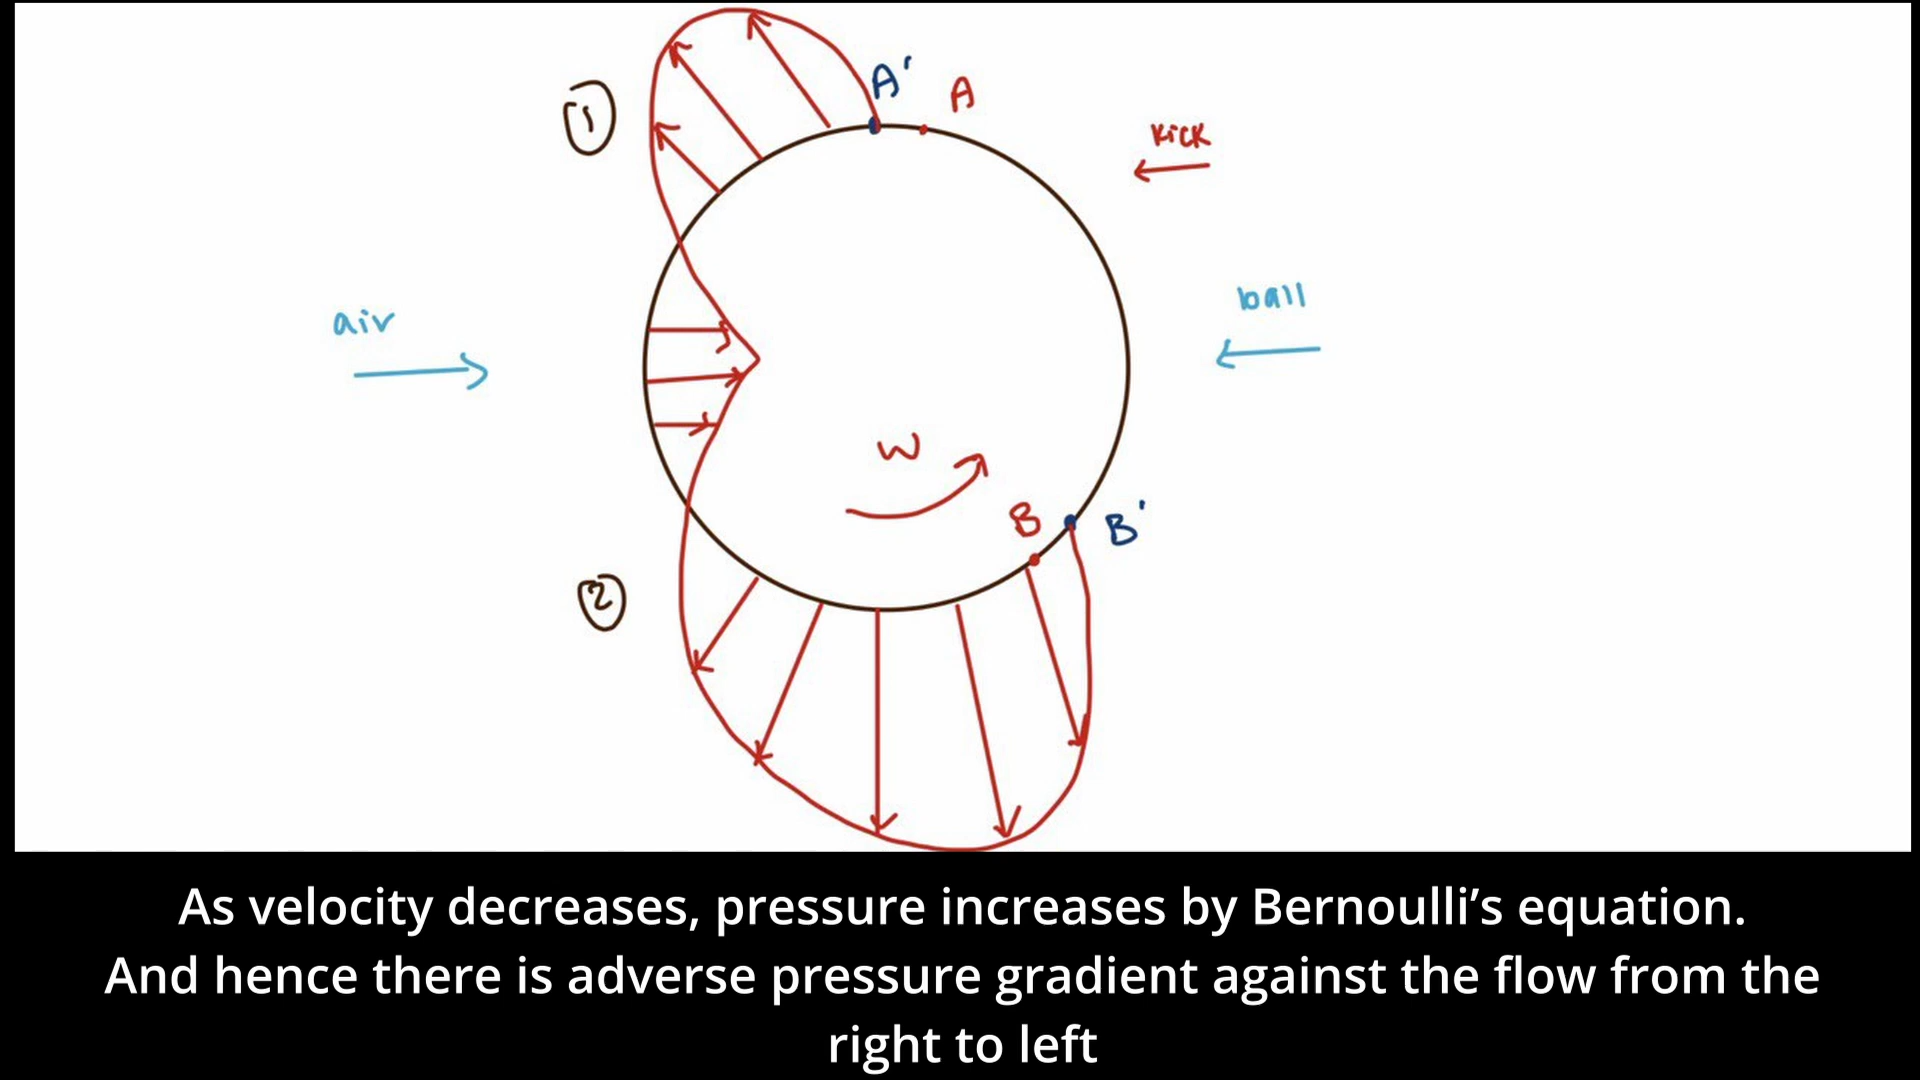 ①
A'
A
kick
air
ball
W
B
B'
②
As velocity decreases, pressure increases by Bernoulli’s equation.
And hence there is adverse pressure gradient against the flow from the
right to left